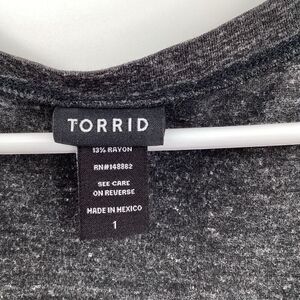 TORRID
13% RAYON
RN#148862
SEE CARE
ON REVERSE
MADE IN MEXICO
1